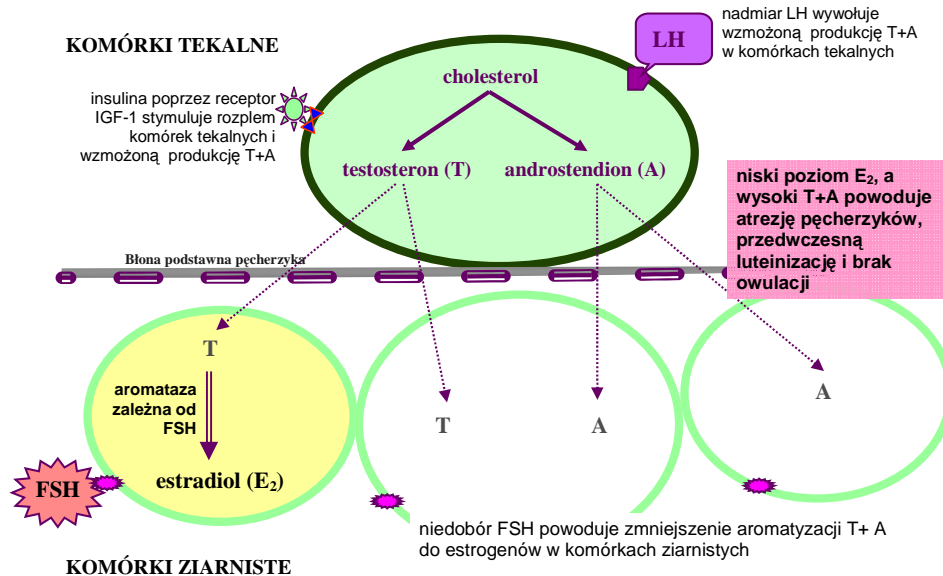 KOMÓRKI TEKALNE
LH
nadmiar LH wywołuje
wzmożoną produkcję T+A
w komórkach tekalnych
cholesterol
insulina poprzez receptor
IGF-1 stymuluje rozplem
komórek tekalnych i
wzmożoną produkcję T+A
testosteron (T)
androstendion (A)
niski poziom E₂, a
wysoki T+A powoduje
atrezję pęcherzyków,
przedwczesną
luteinizację i brak
owulacji
Błona podstawna pęcherzyka
T
aromataza
zależna od
FSH
T
A
A
FSH
estradiol (E₂)
niedobór FSH powoduje zmniejszenie aromatyzacji T+ A
do estrogenów w komórkach ziarnistych
KOMÓRKI ZIARNISTE